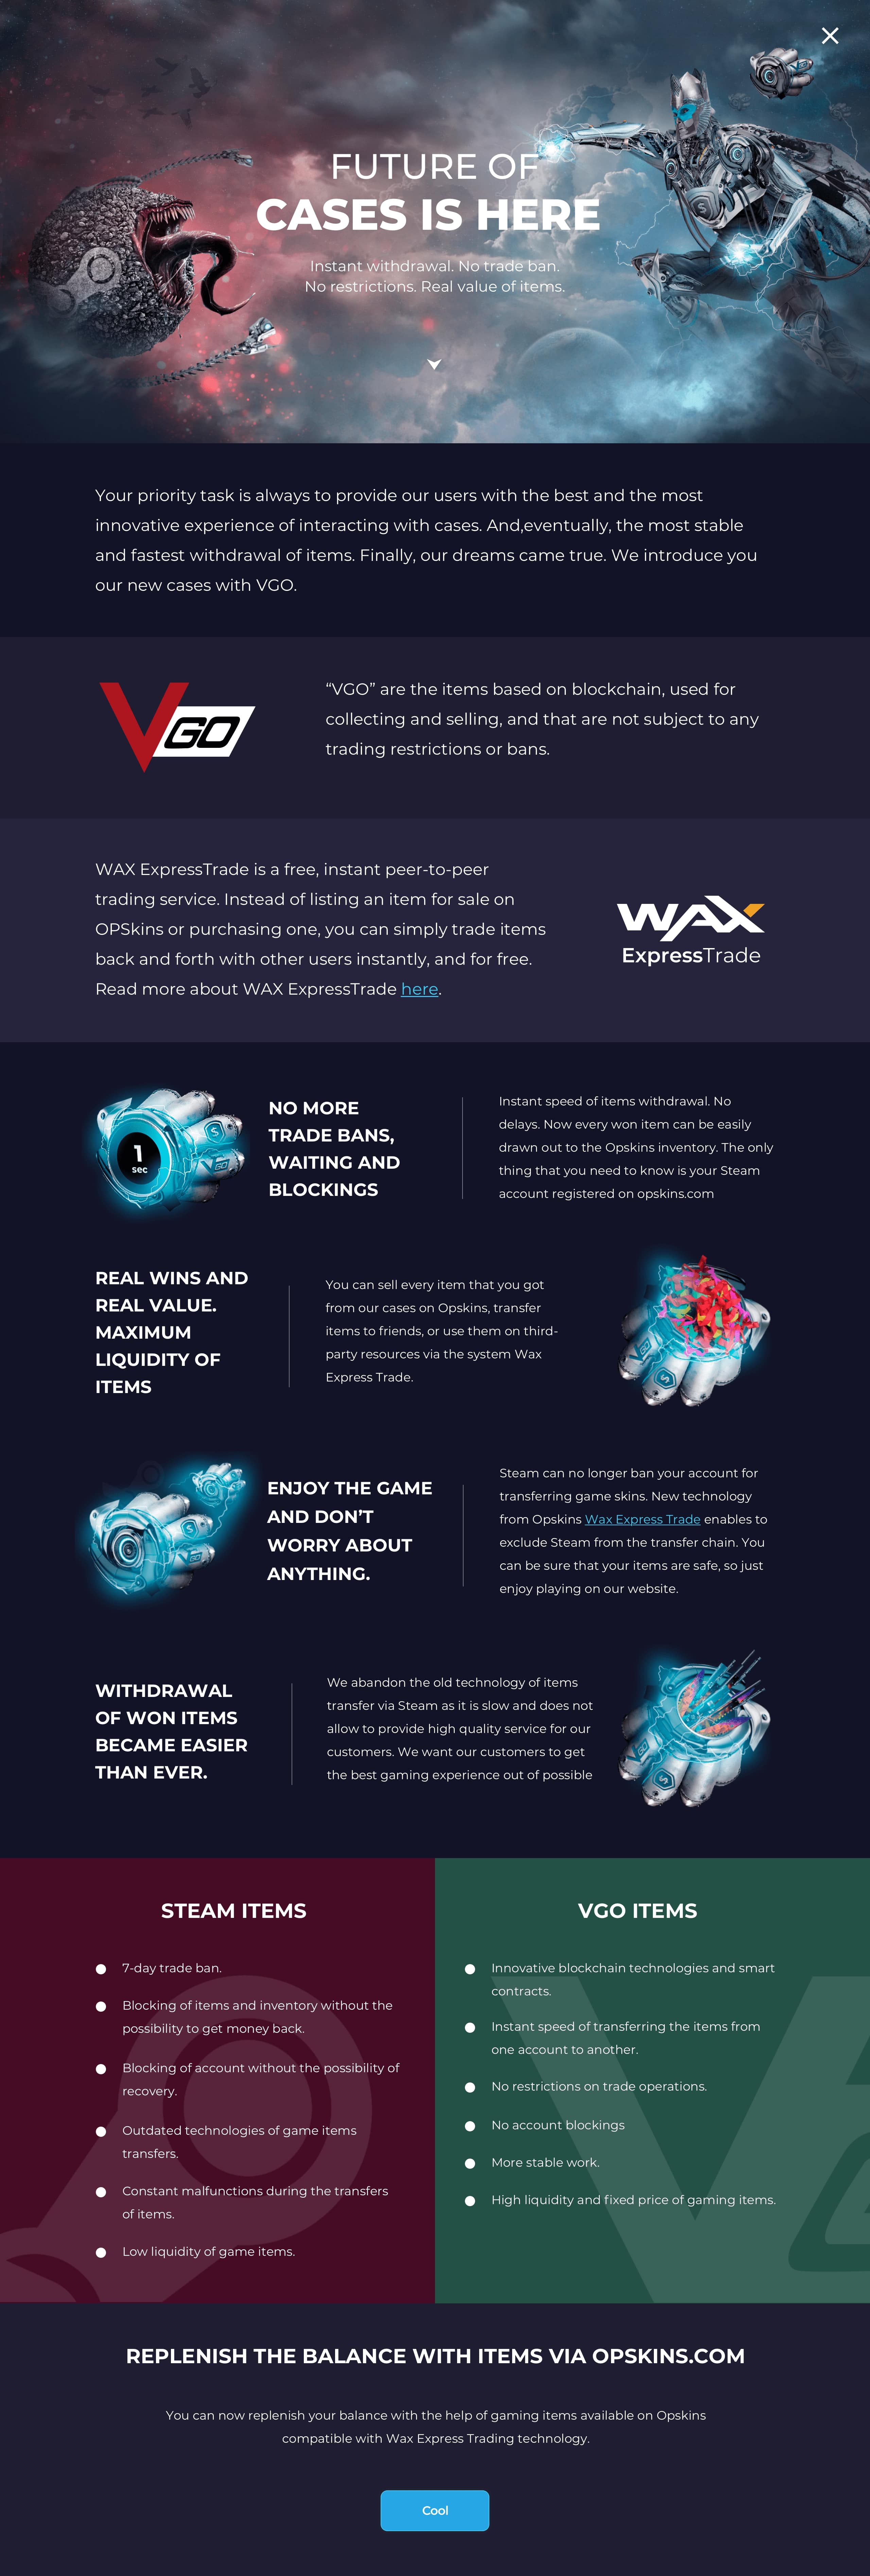 FUTURE OF
CASES IS HERE
Instant withdrawal. No trade ban.
No restrictions. Real value of items.
Your priority task is always to provide our users with the best and the most
innovative experience of interacting with cases. And,eventually, the most stable
and fastest withdrawal of items. Finally, our dreams came true. We introduce you
our new cases with VGO.
VGO
“VGO” are the items based on blockchain, used for
collecting and selling, and that are not subject to any
trading restrictions or bans.
WAX ExpressTrade is a free, instant peer-to-peer
trading service. Instead of listing an item for sale on
OPSkins or purchasing one, you can simply trade items
back and forth with other users instantly, and for free.
Read more about WAX ExpressTrade here.
WAX
ExpressTrade
1
sec
VGO
NO MORE
TRADE BANS,
WAITING AND
BLOCKINGS
Instant speed of items withdrawal. No
delays. Now every won item can be easily
drawn out to the Opskins inventory. The only
thing that you need to know is your Steam
account registered on opskins.com
REAL WINS AND
REAL VALUE.
MAXIMUM
LIQUIDITY OF
ITEMS
You can sell every item that you got
from our cases on Opskins, transfer
items to friends, or use them on third-
party resources via the system Wax
Express Trade.
ENJOY THE GAME
AND DON’T
WORRY ABOUT
ANYTHING.
Steam can no longer ban your account for
transferring game skins. New technology
from Opskins Wax Express Trade enables to
exclude Steam from the transfer chain. You
can be sure that your items are safe, so just
enjoy playing on our website.
WITHDRAWAL
OF WON ITEMS
BECAME EASIER
THAN EVER.
We abandon the old technology of items
transfer via Steam as it is slow and does not
allow to provide high quality service for our
customers. We want our customers to get
the best gaming experience out of possible
STEAM ITEMS
7-day trade ban.
Blocking of items and inventory without the
possibility to get money back.
Blocking of account without the possibility of
recovery.
Outdated technologies of game items
transfers.
Constant malfunctions during the transfers
of items.
Low liquidity of game items.
VGO ITEMS
Innovative blockchain technologies and smart
contracts.
Instant speed of transferring the items from
one account to another.
No restrictions on trade operations.
No account blockings
More stable work.
High liquidity and fixed price of gaming items.
REPLENISH THE BALANCE WITH ITEMS VIA OPSKINS.COM
You can now replenish your balance with the help of gaming items available on Opskins
compatible with Wax Express Trading technology.
Cool